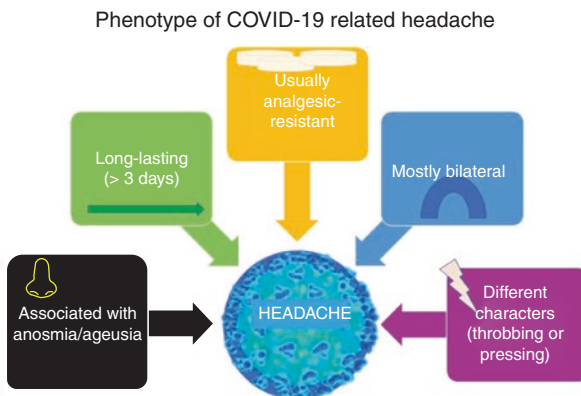 Phenotype of COVID-19 related headache
Usually
analgesic-
resistant
Long-lasting
(> 3 days)
Mostly bilateral
Associated with
anosmia/ageusia
HEADACHE
Different
characters
(throbbing or
pressing)